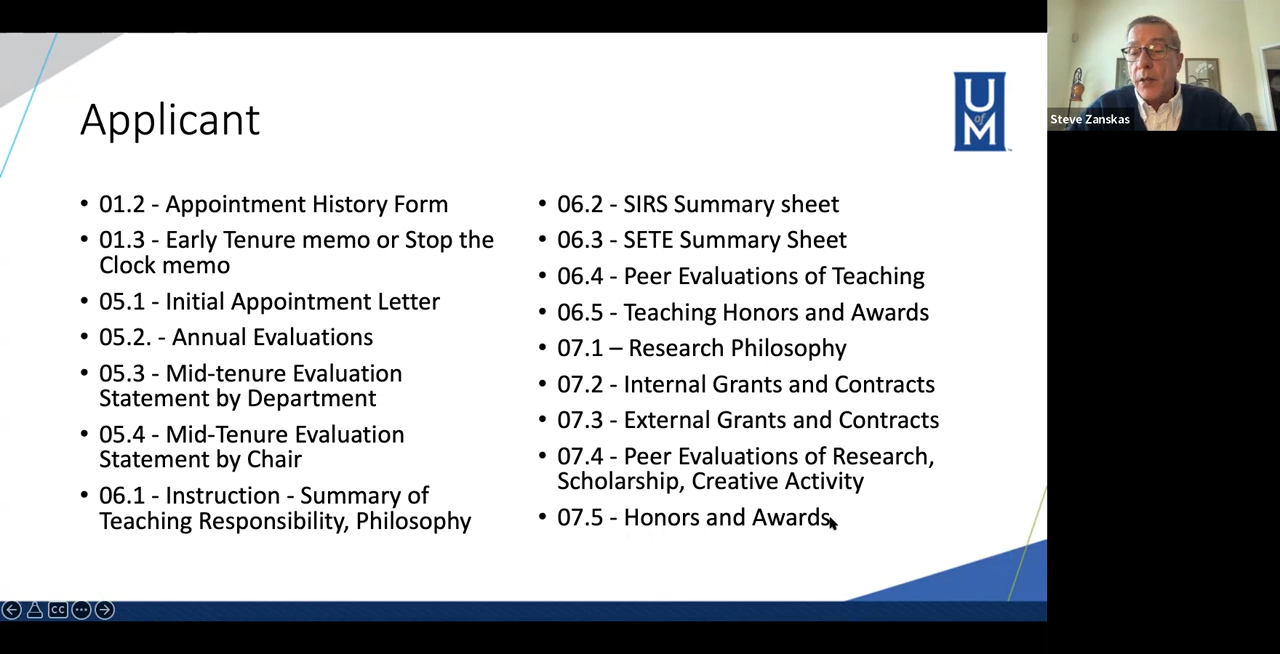 Applicant
U
of
M
™
• 01.2 - Appointment History Form
• 01.3 - Early Tenure memo or Stop the
Clock memo
• 05.1 - Initial Appointment Letter
• 05.2. - Annual Evaluations
• 05.3 - Mid-tenure Evaluation
Statement by Department
• 05.4 - Mid-Tenure Evaluation
Statement by Chair
• 06.1 - Instruction - Summary of
Teaching Responsibility, Philosophy
• 06.2 - SIRS Summary sheet
• 06.3 - SETE Summary Sheet
• 06.4 - Peer Evaluations of Teaching
• 06.5 - Teaching Honors and Awards
• 07.1 – Research Philosophy
• 07.2 - Internal Grants and Contracts
• 07.3 - External Grants and Contracts
• 07.4 - Peer Evaluations of Research,
Scholarship, Creative Activity
• 07.5 - Honors and Awards
Steve Zanskas
CC